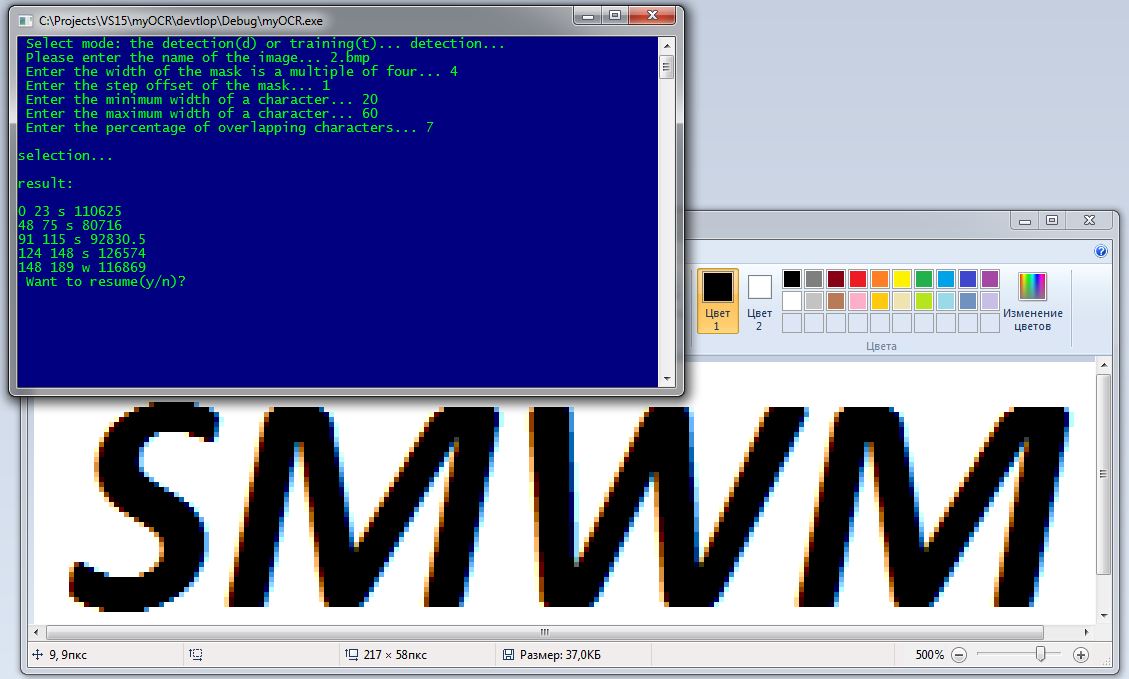 C:\Projects\VS15\myOCR\devtlop\Debug\myOCR.exe
Select mode: the detection(d) or training(t)... detection...
Please enter the name of the image... 2.bmp
Enter the width of the mask is a multiple of four... 4
Enter the step offset of the mask... 1
Enter the minimum width of a character... 20
Enter the maximum width of a character... 60
Enter the percentage of overlapping characters... 7
selection...
result:
0 23 s 110625
48 75 s 80716
91 115 s 92830.5
124 148 s 126574
148 189 w 116869
Want to resume(y/n)?
Цвет 1
Цвет 2
Изменение цветов
Цвета
SMWM
9, 9пкс
217 × 58пкс
Размер: 37,0КБ
500%